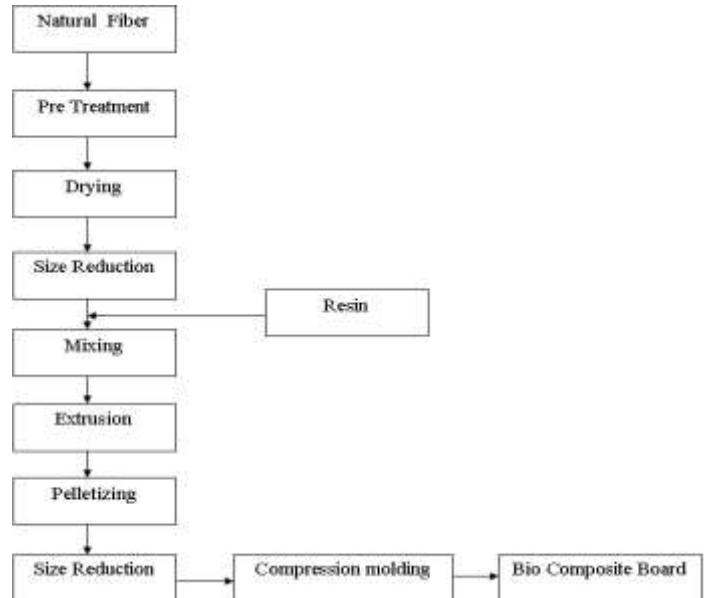 Natural Fiber
Pre Treatment
Drying
Size Reduction
Resin
Mixing
Extrusion
Pelletizing
Size Reduction
Compression molding
Bio Composite Board